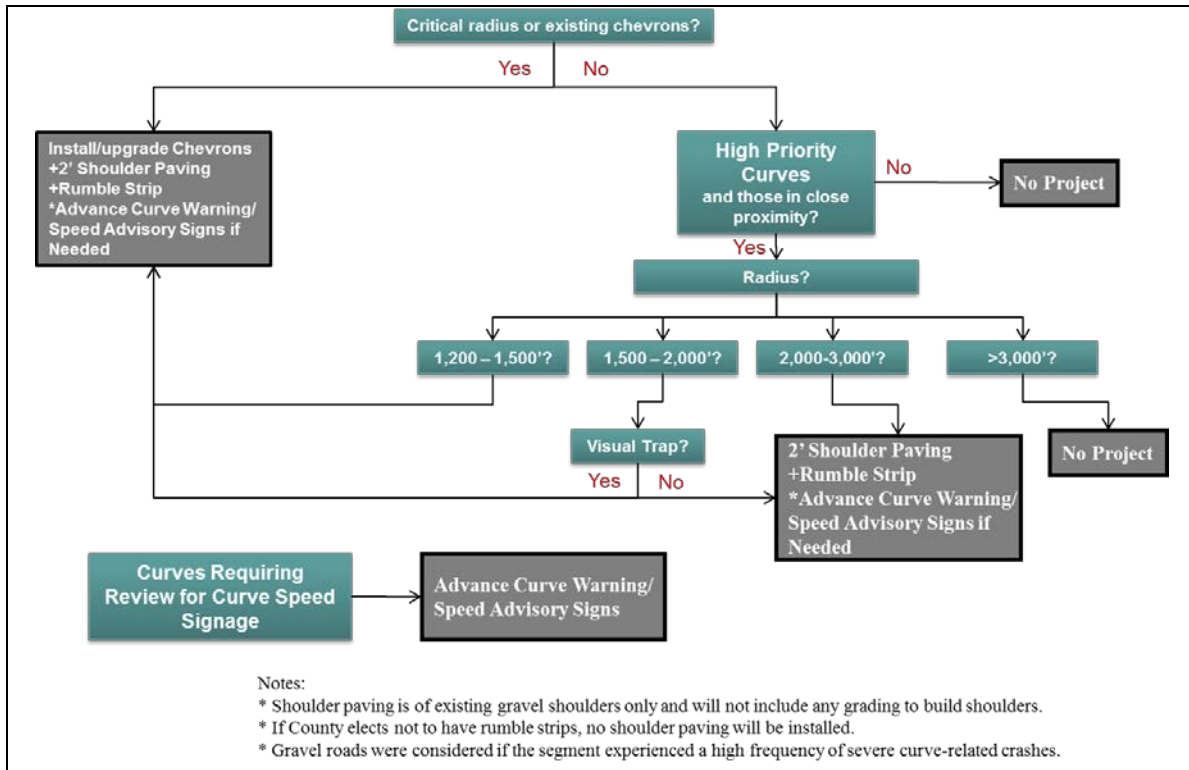 Critical radius or existing chevrons?
Yes
No
Install/upgrade Chevrons
+2' Shoulder Paving
+Rumble Strip
*Advance Curve Warning/
Speed Advisory Signs if
Needed
High Priority
Curves
and those in close
proximity?
No
No Project
Yes
Radius?
1,200 – 1,500'?
1,500 – 2,000'?
2,000-3,000'?
>3,000'?
Visual Trap?
Yes
No
2' Shoulder Paving
+Rumble Strip
*Advance Curve Warning/
Speed Advisory Signs if
Needed
No Project
Curves Requiring
Review for Curve Speed
Signage
Advance Curve Warning/
Speed Advisory Signs
Notes:
* Shoulder paving is of existing gravel shoulders only and will not include any grading to build shoulders.
* If County elects not to have rumble strips, no shoulder paving will be installed.
* Gravel roads were considered if the segment experienced a high frequency of severe curve-related crashes.